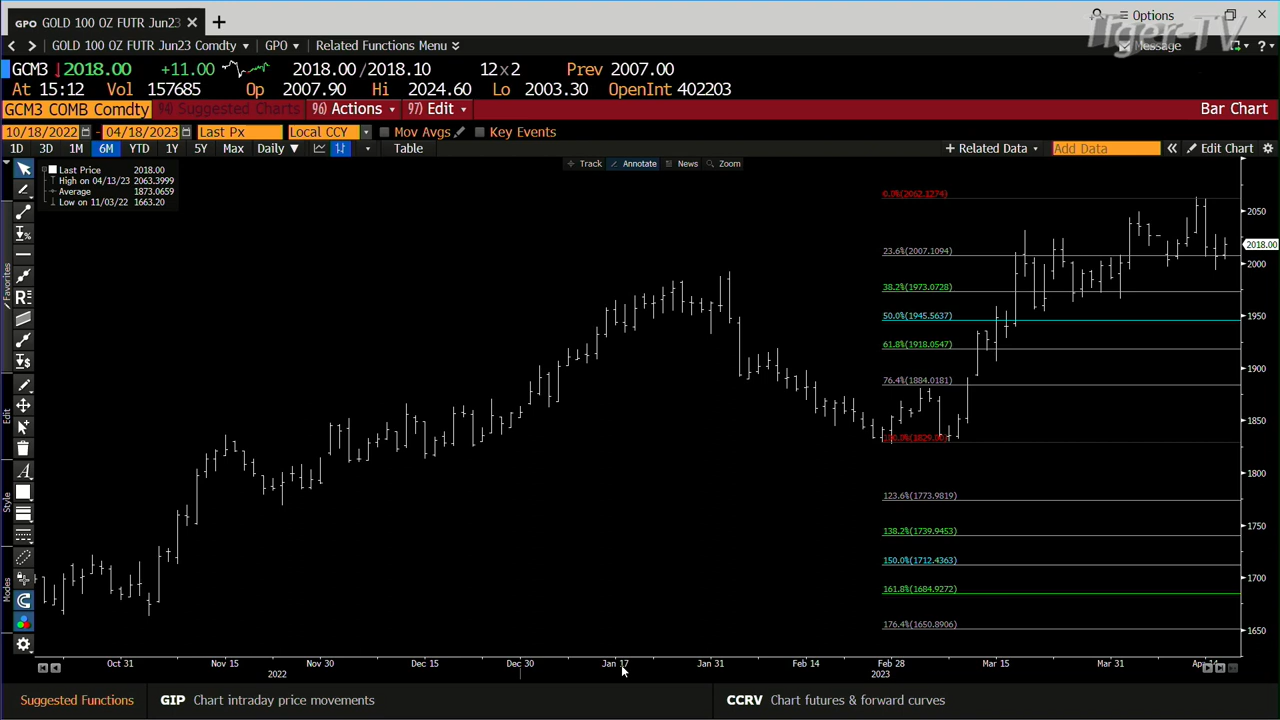 GPO GOLD 100 OZ FUTR Jun23
Options
Tiger-TV
GOLD 100 OZ FUTR Jun23 Comdty GPO Related Functions Menu
Message
GCM3 2018.00 +11.00 2018.00/2018.10 12x2 Prev 2007.00
At 15:12 Vol 157685 Op 2007.90 Hi 2024.60 Lo 2003.30 OpenInt 402203
GCM3 COMB Comdty 94) Suggested Charts 96) Actions 97) Edit Bar Chart
10/18/2022 - 04/18/2023 Last Px Local CCY Mov Avgs Key Events
1D 3D 1M 6M YTD 1Y 5Y Max Daily ▼ Table + Related Data Add Data « Edit Chart
Track Annotate News Zoom
Last Price 2018.00
High on 04/13/23 2063.3999
Average 1873.0659
Low on 11/03/22 1663.20
0.0%(2062.1274)
23.6%(2007.1094)
38.2%(1973.0728)
50.0%(1945.5637)
61.8%(1918.0547)
76.4%(1884.0181)
123.6%(1773.9819)
138.2%(1739.9453)
150.0%(1712.4363)
161.8%(1684.9272)
176.4%(1650.8906)
2050
2018.00
2000
1950
1900
1850
1800
1750
1700
1650
Favorites
Edit
Style
Modes
Oct 31 Nov 15 Nov 30 Dec 15 Dec 30 Jan 17 Jan 31 Feb 14 Feb 28 Mar 15 Mar 31
2022 2023
Suggested Functions GIP Chart intraday price movements CCRV Chart futures & forward curves